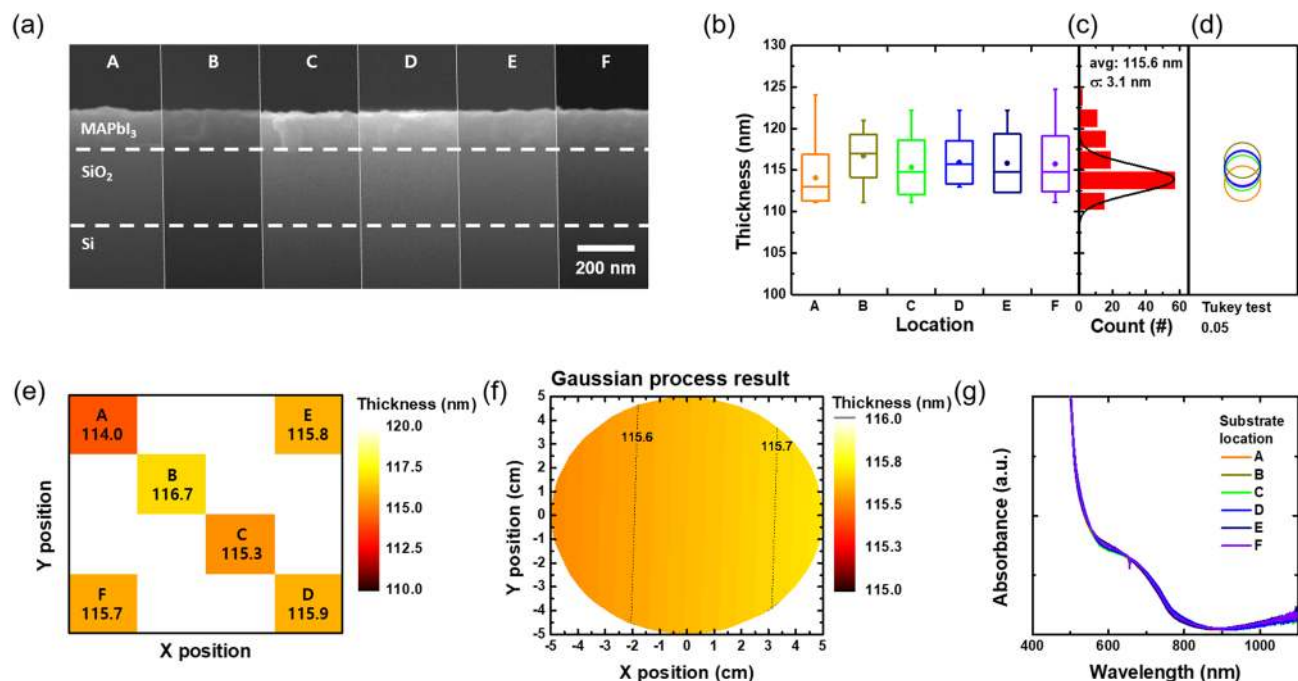 (a)
A B C D E F
MAPbI3
SiO2
Si
200 nm
(b)
Thickness (nm)
130
125
120
115
110
105
100
A B C D E F
Location
(c)
avg: 115.6 nm
σ: 3.1 nm
0 20 40 60
Count (#)
(d)
Tukey test
0.05
(e)
A
114.0
E
115.8
B
116.7
C
115.3
F
115.7
D
115.9
Y position
X position
Thickness (nm)
120.0
117.5
115.0
112.5
110.0
(f)
Gaussian process result
115.6
115.7
Y position (cm)
5
4
3
2
1
0
-1
-2
-3
-4
-5
-5 -4 -3 -2 -1 0 1 2 3 4 5
X position (cm)
Thickness (nm)
116.0
115.8
115.5
115.3
115.0
(g)
Absorbance (a.u.)
Substrate
location
A
B
C
D
E
F
400 600 800 1000
Wavelength (nm)